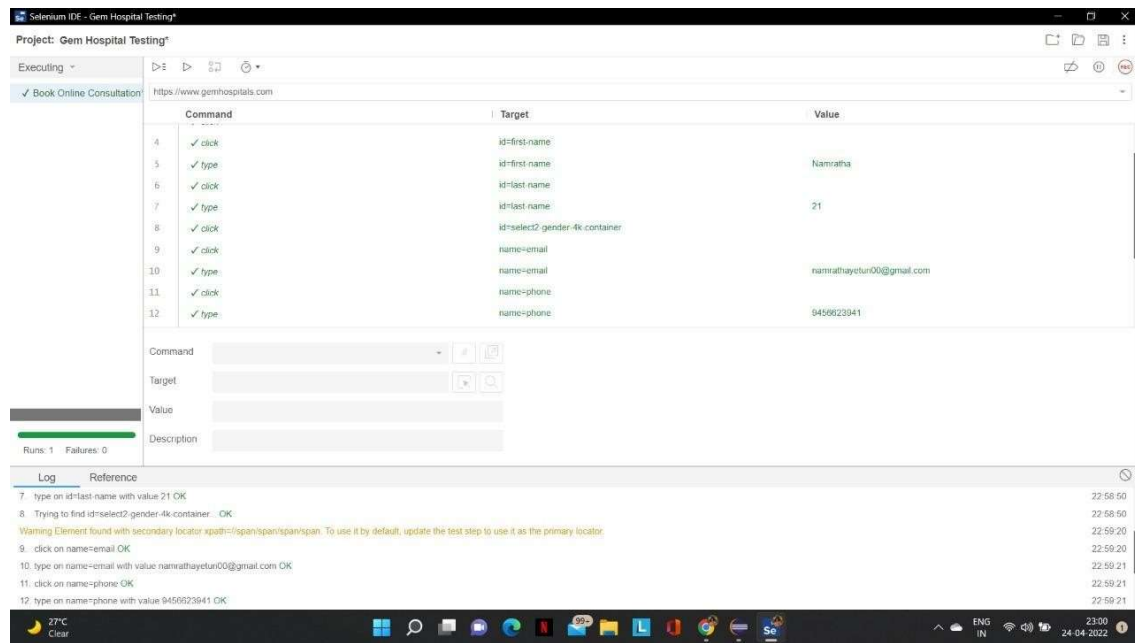 Selenium IDE - Gem Hospital Testing*
Project: Gem Hospital Testing*
Executing
✓ Book Online Consultation*
https://www.gemhospitals.com
Command Target Value
4 ✓ click id=first-name
5 ✓ type id=first-name Namratha
6 ✓ click id=last-name
7 ✓ type id=last-name 21
8 ✓ click id=select2-gender-4k-container
9 ✓ click name=email
10 ✓ type name=email namrathayeturi00@gmail.com
11 ✓ click name=phone
12 ✓ type name=phone 9456623941
Command
Target
Value
Description
Runs: 1 Failures: 0
Log Reference
7. type on id=last-name with value 21 OK 22:58:50
8. Trying to find id=select2-gender-4k-container... OK 22:58:50
Warning Element found with secondary locator xpath=//span/span/span/span. To use it by default, update the test step to use it as the primary locator. 22:59:20
9. click on name=email OK 22:59:20
10. type on name=email with value namrathayeturi00@gmail.com OK 22:59:21
11. click on name=phone OK 22:59:21
12. type on name=phone with value 9456623941 OK 22:59:21
27°C
Clear
99+
ENG
IN
23:00
24-04-2022
1